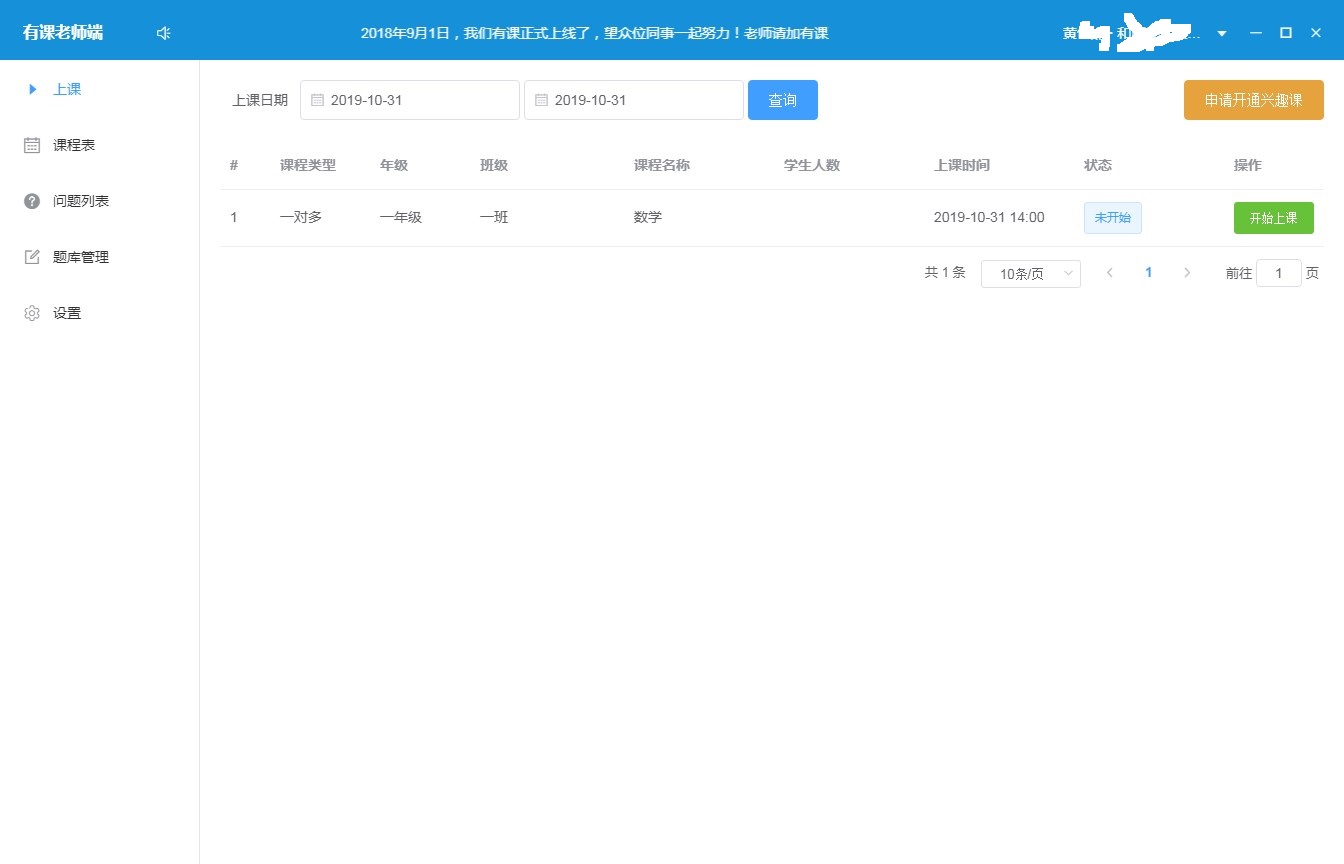 有课老师端
2018年9月1日，我们有课正式上线了，望众位同事一起努力！老师请加有课
黄 和 ...
上课
课程表
问题列表
题库管理
设置
上课日期 2019-10-31 2019-10-31 查询 申请开通兴趣课
# 课程类型 年级 班级 课程名称 学生人数 上课时间 状态 操作
1 一对多 一年级 一班 数学 2019-10-31 14:00 未开始 开始上课
共 1 条 10条/页 1 前往 1 页